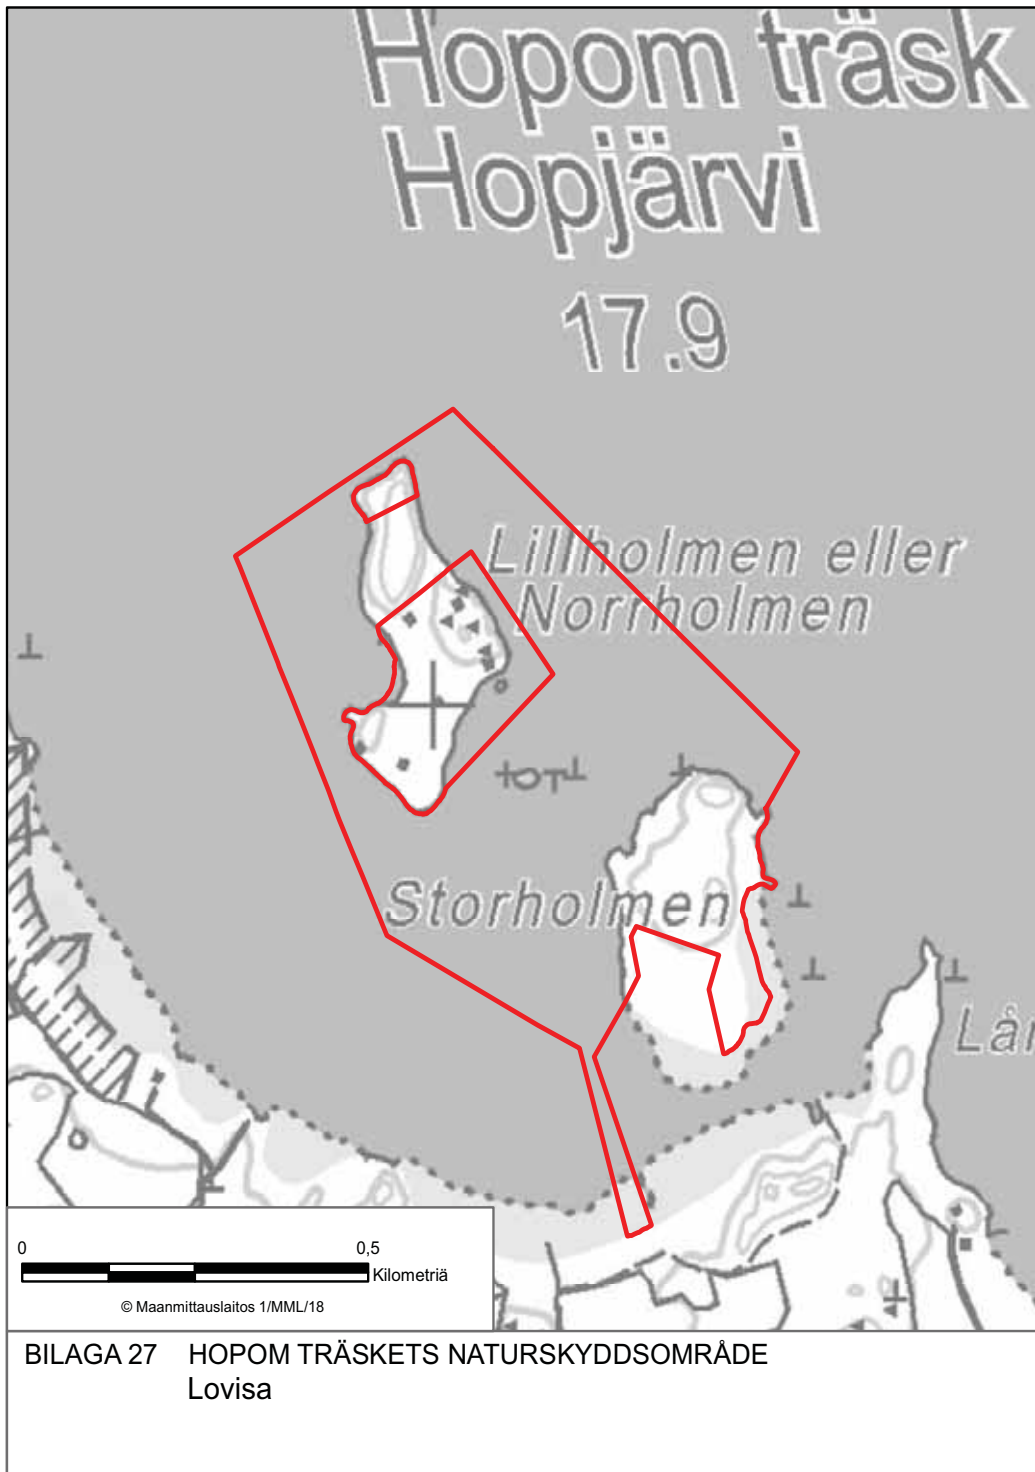 Hopom träsk
Hopjärvi
17.9
Lillholmen eller
Norrholmen
Storholmen
0 0,5
Kilometriä
© Maanmittauslaitos 1/MML/18
BILAGA 27 HOPOM TRÄSKETS NATURSKYDDSOMRÅDE
Lovisa